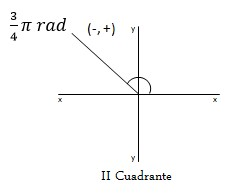 3/4 π rad (-, +)
y
x x
y
II Cuadrante